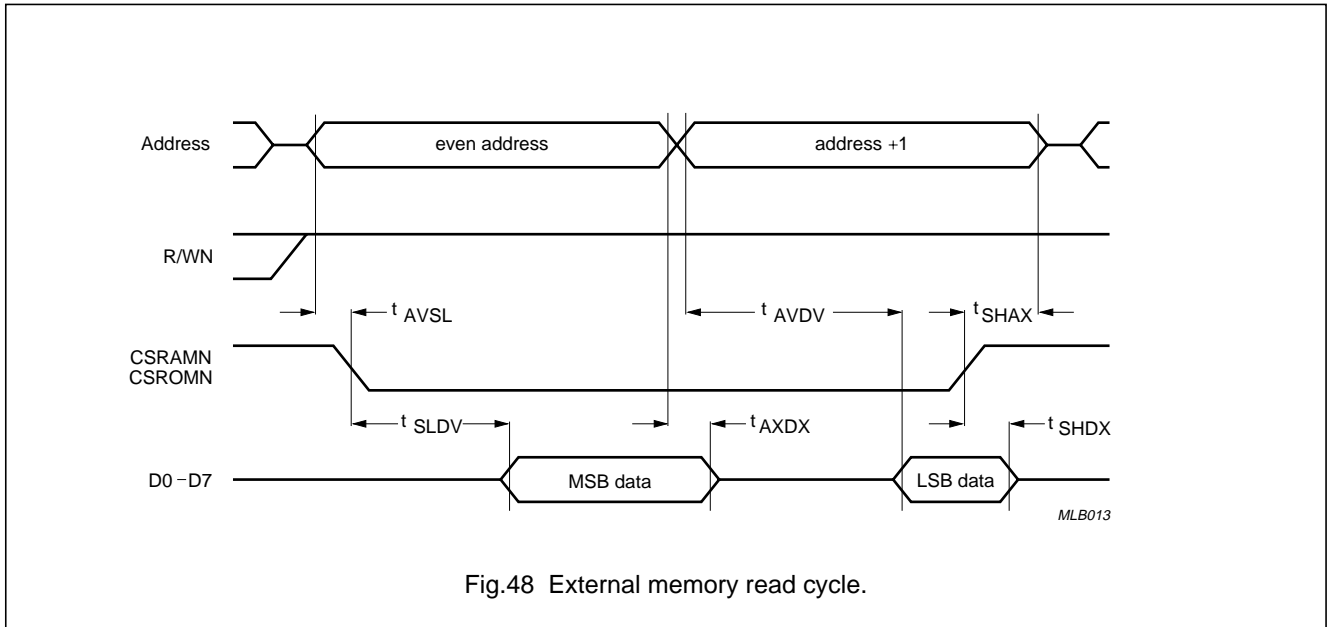 Address
even address
address +1
R/WN
t AVSL
t AVDV
t SHAX
CSRAMN
CSROMN
t SLDV
t AXDX
t SHDX
D0 −D7
MSB data
LSB data
MLB013
Fig.48 External memory read cycle.